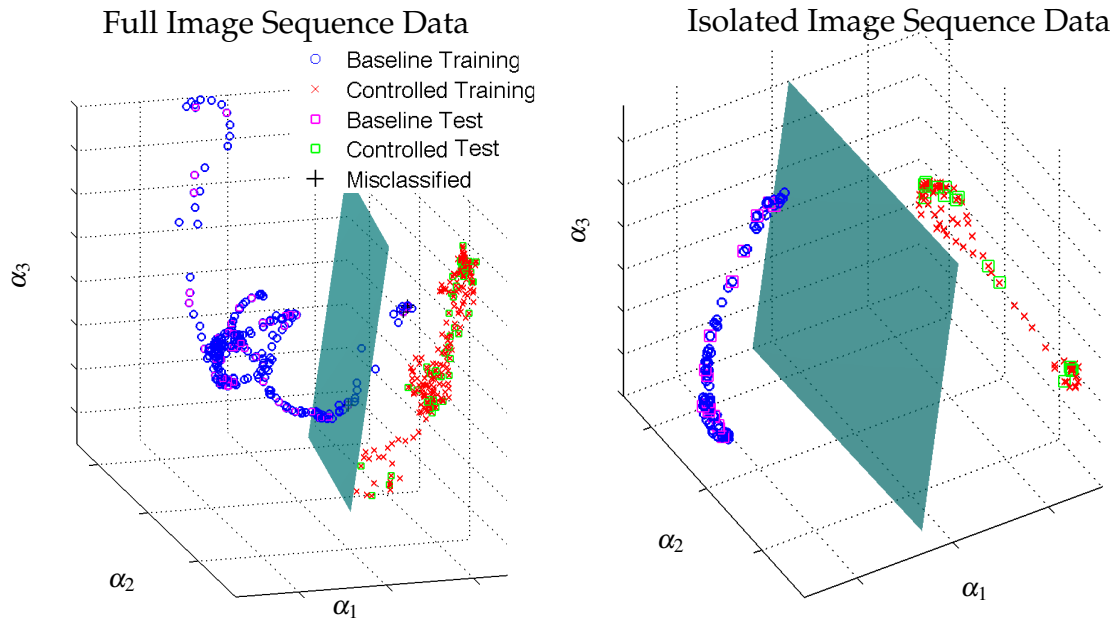 Full Image Sequence Data
Isolated Image Sequence Data
Baseline Training
Controlled Training
Baseline Test
Controlled Test
Misclassified
α3
α2
α1
α3
α2
α1